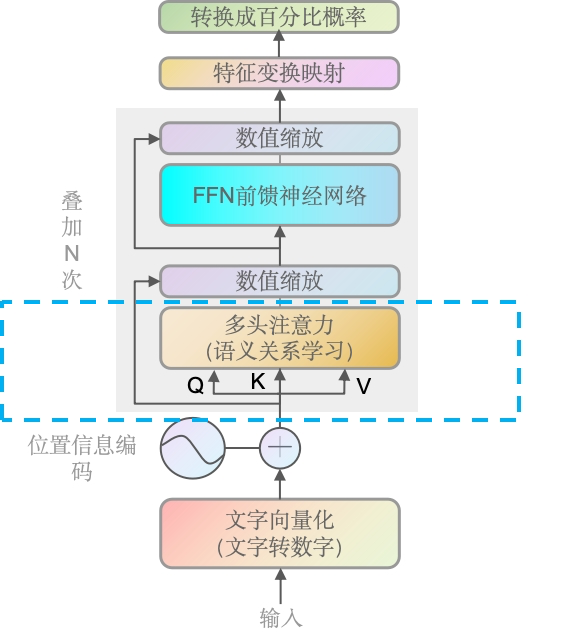 转换成百分比概率
特征变换映射
数值缩放
FFN前馈神经网络
叠
加
N
次
数值缩放
多头注意力
(语义关系学习)
Q
K
V
位置信息编
码
文字向量化
(文字转数字)
输入